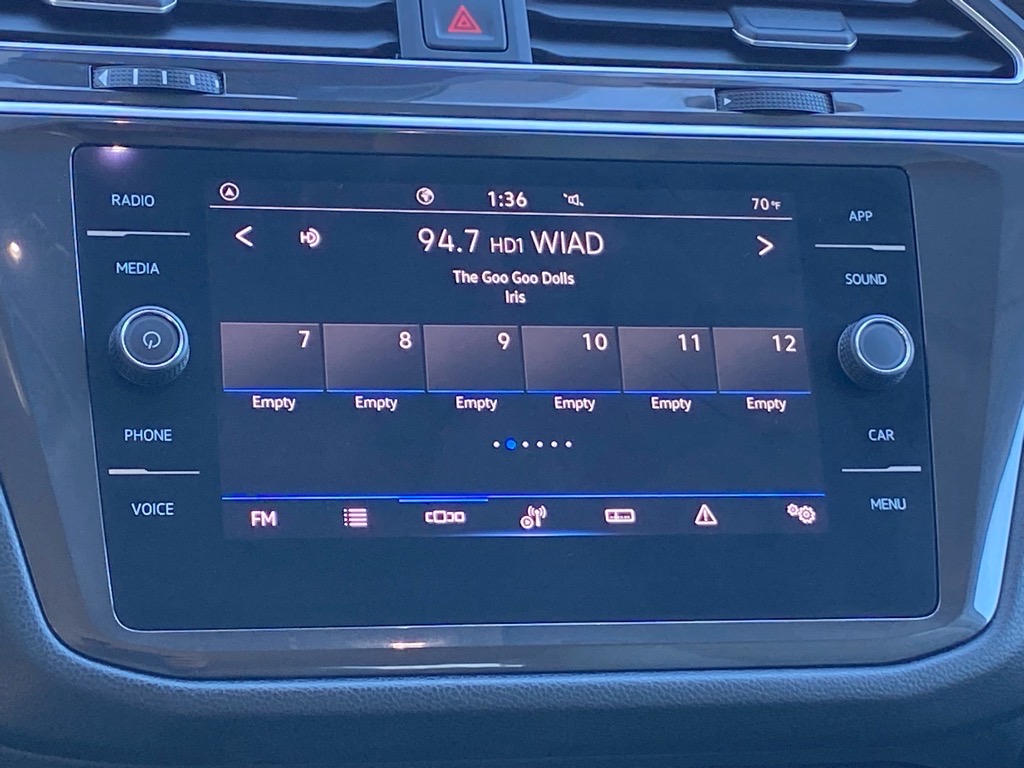 RADIO
MEDIA
PHONE
VOICE
1:36
70°F
HD
94.7 HD1 WIAD
The Goo Goo Dolls
Iris
7 8 9 10 11 12
Empty Empty Empty Empty Empty Empty
FM
APP
SOUND
CAR
MENU